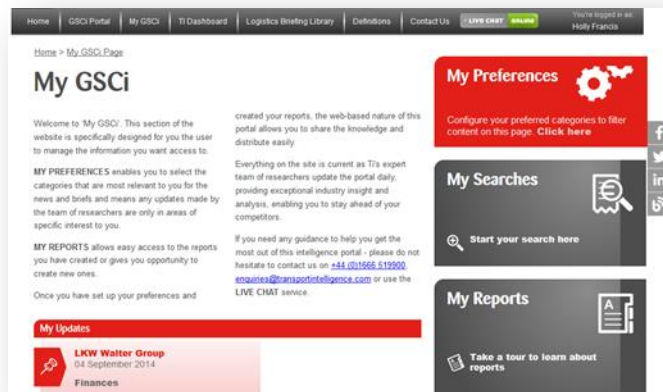 Home
GSCi Portal
My GSCi
Ti Dashboard
Logistics Briefing Library
Definitions
Contact Us
LIVE CHAT ONLINE
You're logged in as:
Holly Francis
Home > My GSCi Page
My GSCi
Welcome to 'My GSCi'. This section of the
website is specifically designed for you the user
to manage the information you want access to.
MY PREFERENCES enables you to select the
categories that are most relevant to you for the
news and briefs and means any updates made by
the team of researchers are only in areas of
specific interest to you.
MY REPORTS allows easy access to the reports
you have created or gives you opportunity to
create new ones.
Once you have set up your preferences and
created your reports, the web-based nature of this
portal allows you to share the knowledge and
distribute easily.
Everything on the site is current as Ti's expert
team of researchers update the portal daily,
providing exceptional industry insight and
analysis, enabling you to stay ahead of your
competitors.
If you need any guidance to help you get the
most out of this intelligence portal - please do not
hesitate to contact us on +44 (0)1666 519900,
enquiries@transportintelligence.com or use the
LIVE CHAT service.
My Preferences
Configure your preferred categories to filter
content on this page. Click here
My Searches
Start your search here
My Reports
Take a tour to learn about
reports
My Updates
LKW Walter Group
04 September 2014
Finances